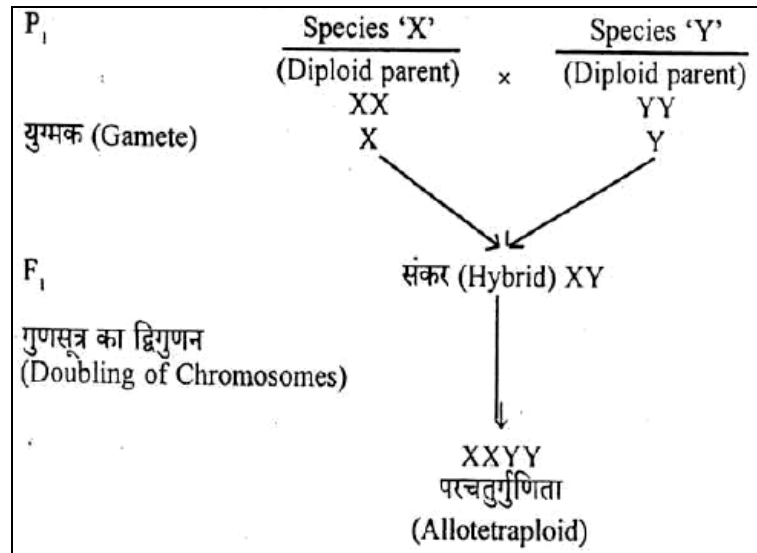 P₁ Species ‘X’ Species ‘Y’
(Diploid parent) × (Diploid parent)
XX YY
युग्मक (Gamete) X Y
F₁ संकर (Hybrid) XY
गुणसूत्र का द्विगुणन
(Doubling of Chromosomes)
XXYY
परचतुर्गुणिता
(Allotetraploid)